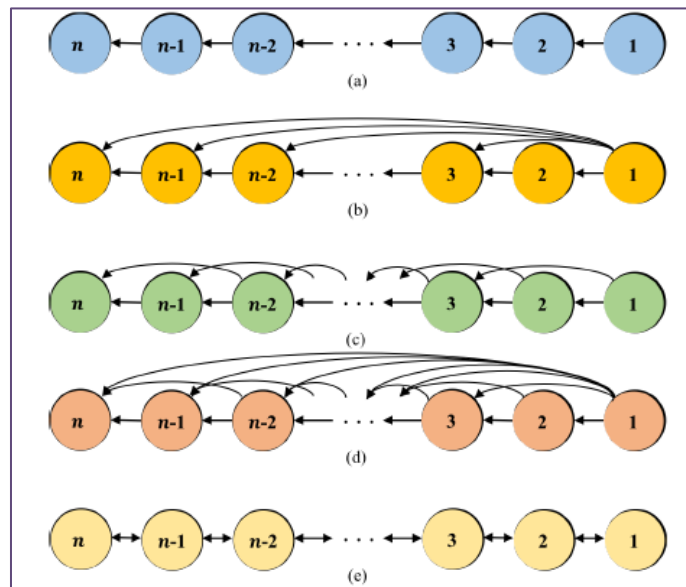 n n-1 n-2 . . . 3 2 1
(a)
n n-1 n-2 . . . 3 2 1
(b)
n n-1 n-2 . . . 3 2 1
(c)
n n-1 n-2 . . . 3 2 1
(d)
n n-1 n-2 . . . 3 2 1
(e)